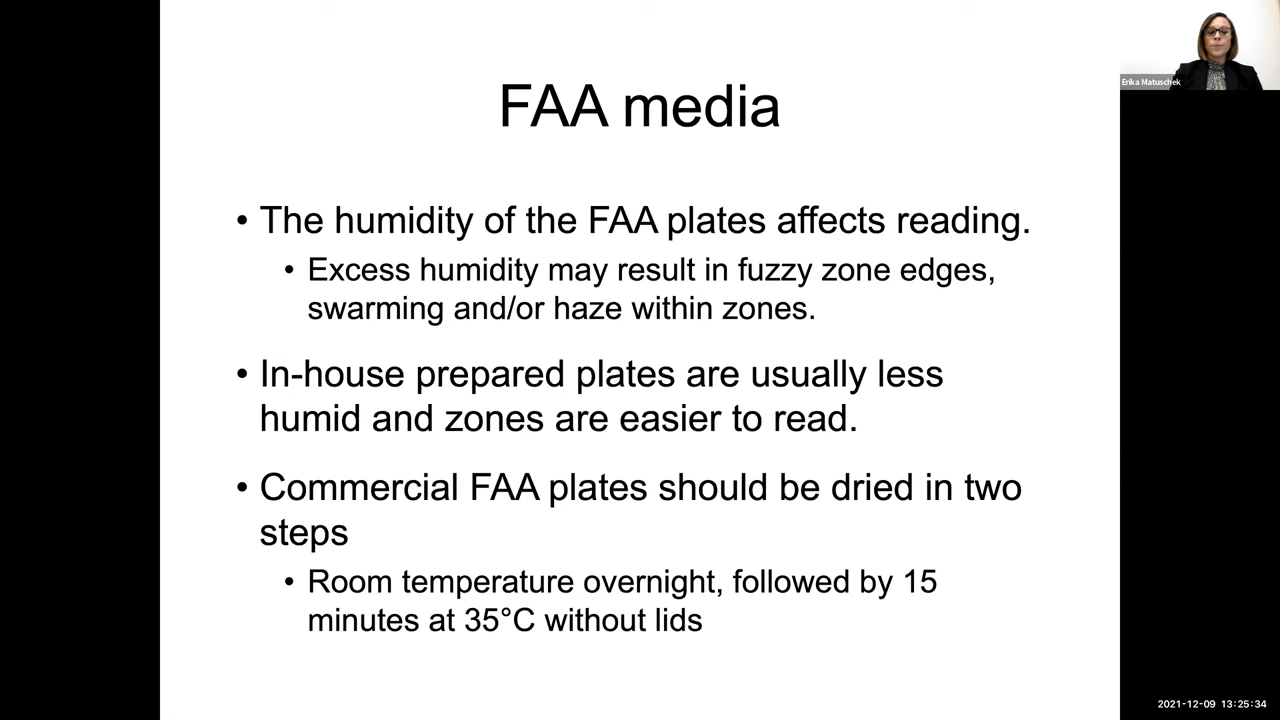 FAA media
Erika Matuschek
• The humidity of the FAA plates affects reading.
• Excess humidity may result in fuzzy zone edges,
swarming and/or haze within zones.
• In-house prepared plates are usually less
humid and zones are easier to read.
• Commercial FAA plates should be dried in two
steps
• Room temperature overnight, followed by 15
minutes at 35°C without lids
2021-12-09 13:25:34